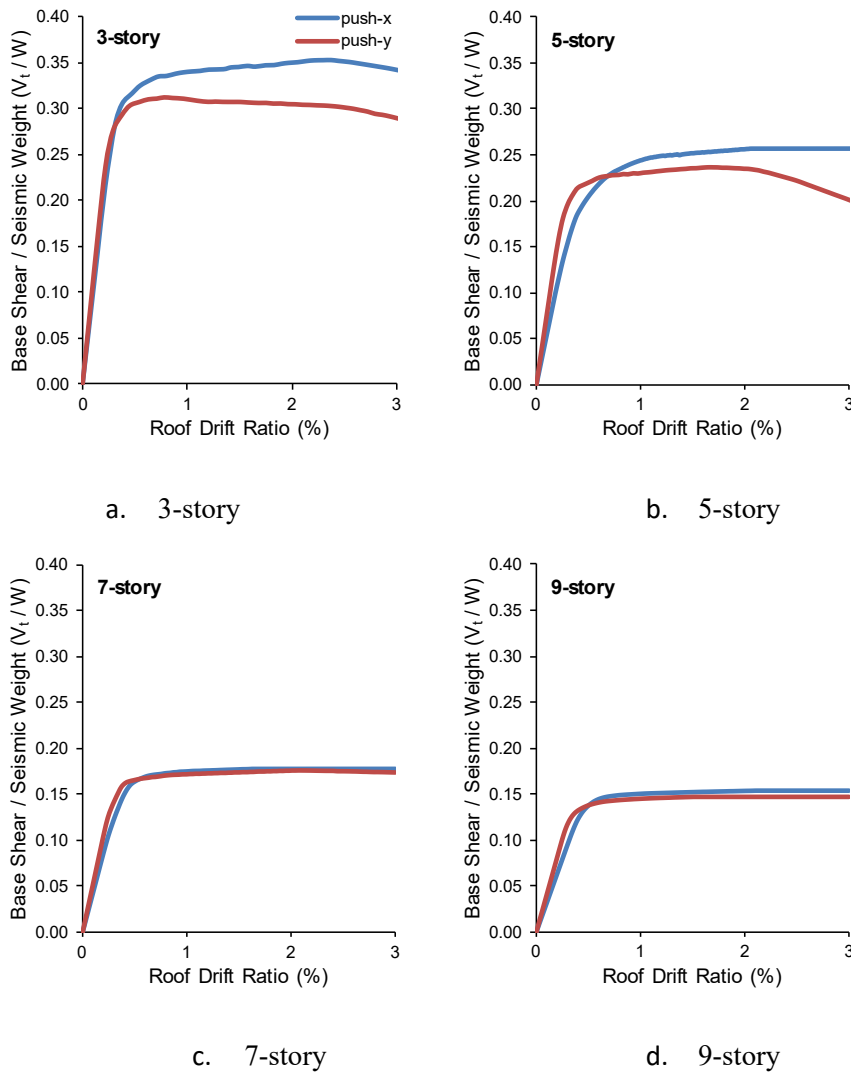 3-story
push-x
push-y
Base Shear / Seismic Weight (Vt / W)
0.40
0.35
0.30
0.25
0.20
0.15
0.10
0.05
0.00
0 1 2 3
Roof Drift Ratio (%)
a. 3-story
5-story
Base Shear / Seismic Weight (Vt / W)
0.40
0.35
0.30
0.25
0.20
0.15
0.10
0.05
0.00
0 1 2 3
Roof Drift Ratio (%)
b. 5-story
7-story
Base Shear / Seismic Weight (Vt / W)
0.40
0.35
0.30
0.25
0.20
0.15
0.10
0.05
0.00
0 1 2 3
Roof Drift Ratio (%)
c. 7-story
9-story
Base Shear / Seismic Weight (Vt / W)
0.40
0.35
0.30
0.25
0.20
0.15
0.10
0.05
0.00
0 1 2 3
Roof Drift Ratio (%)
d. 9-story